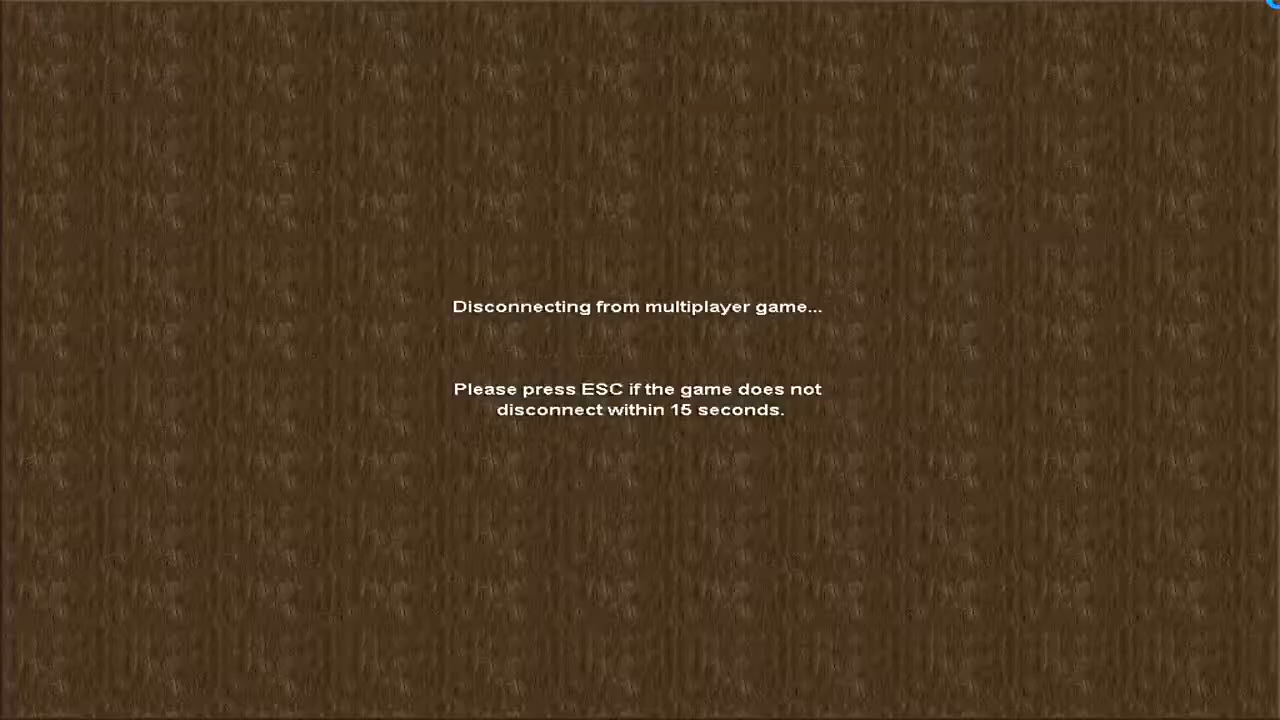 Disconnecting from multiplayer game...
Please press ESC if the game does not
disconnect within 15 seconds.